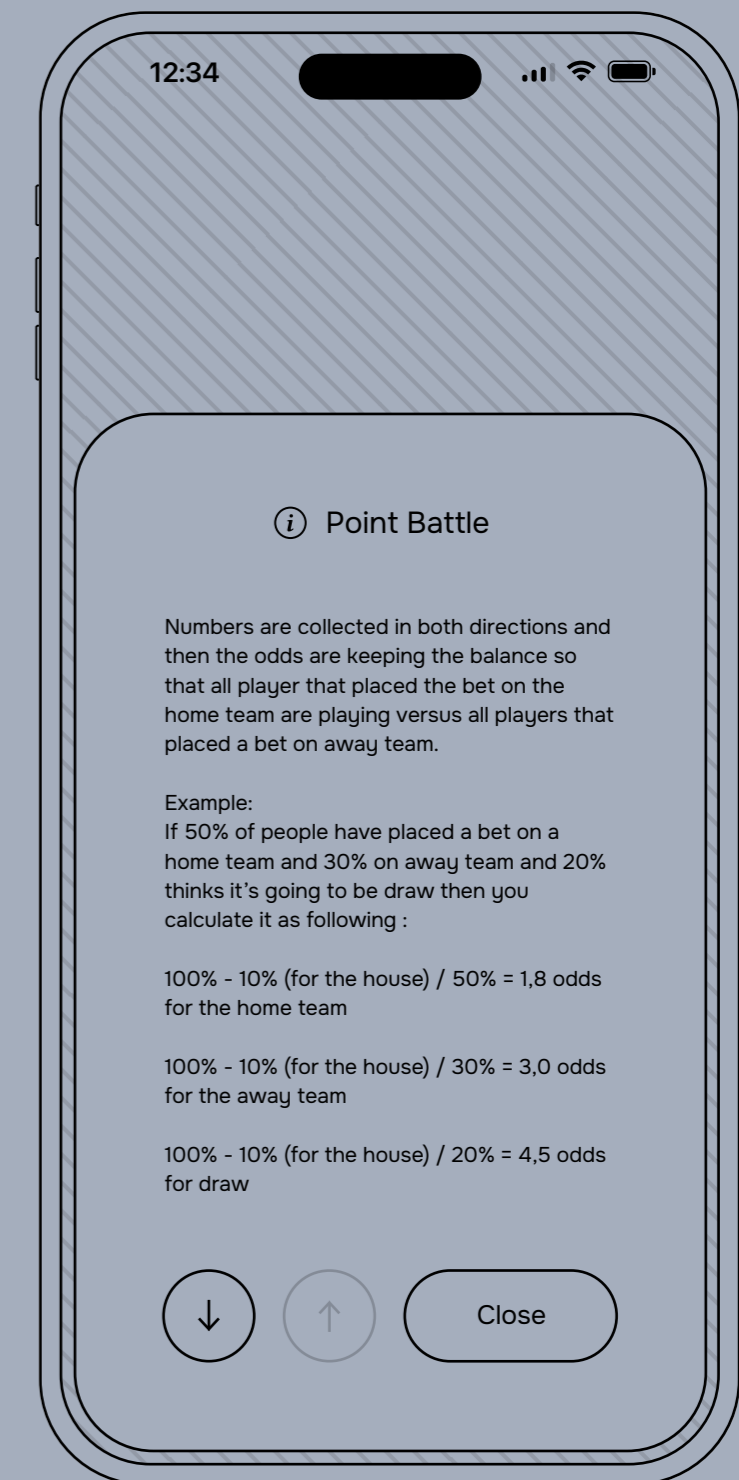 12:34
i Point Battle
Numbers are collected in both directions and
then the odds are keeping the balance so
that all player that placed the bet on the
home team are playing versus all players that
placed a bet on away team.
Example:
If 50% of people have placed a bet on a
home team and 30% on away team and 20%
thinks it’s going to be draw then you
calculate it as following :
100% - 10% (for the house) / 50% = 1,8 odds
for the home team
100% - 10% (for the house) / 30% = 3,0 odds
for the away team
100% - 10% (for the house) / 20% = 4,5 odds
for draw
Close